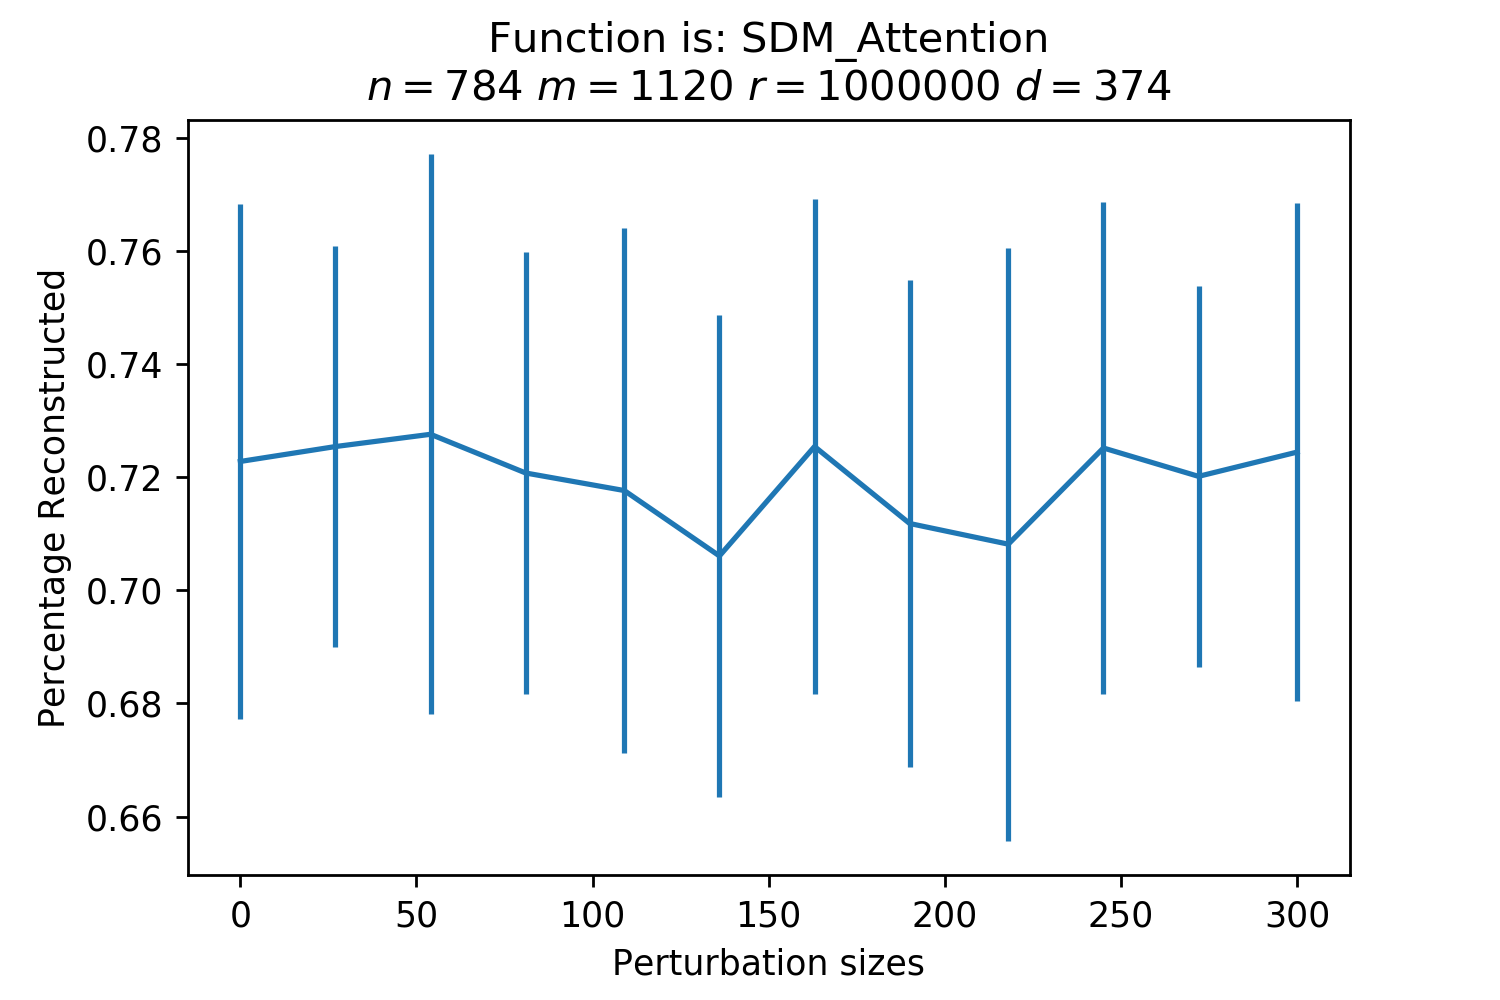 Function is: SDM_Attention
n = 784 m = 1120 r = 1000000 d = 374
0.78
0.76
0.74
0.72
0.70
0.68
0.66
Percentage Reconstructed
0 50 100 150 200 250 300
Perturbation sizes